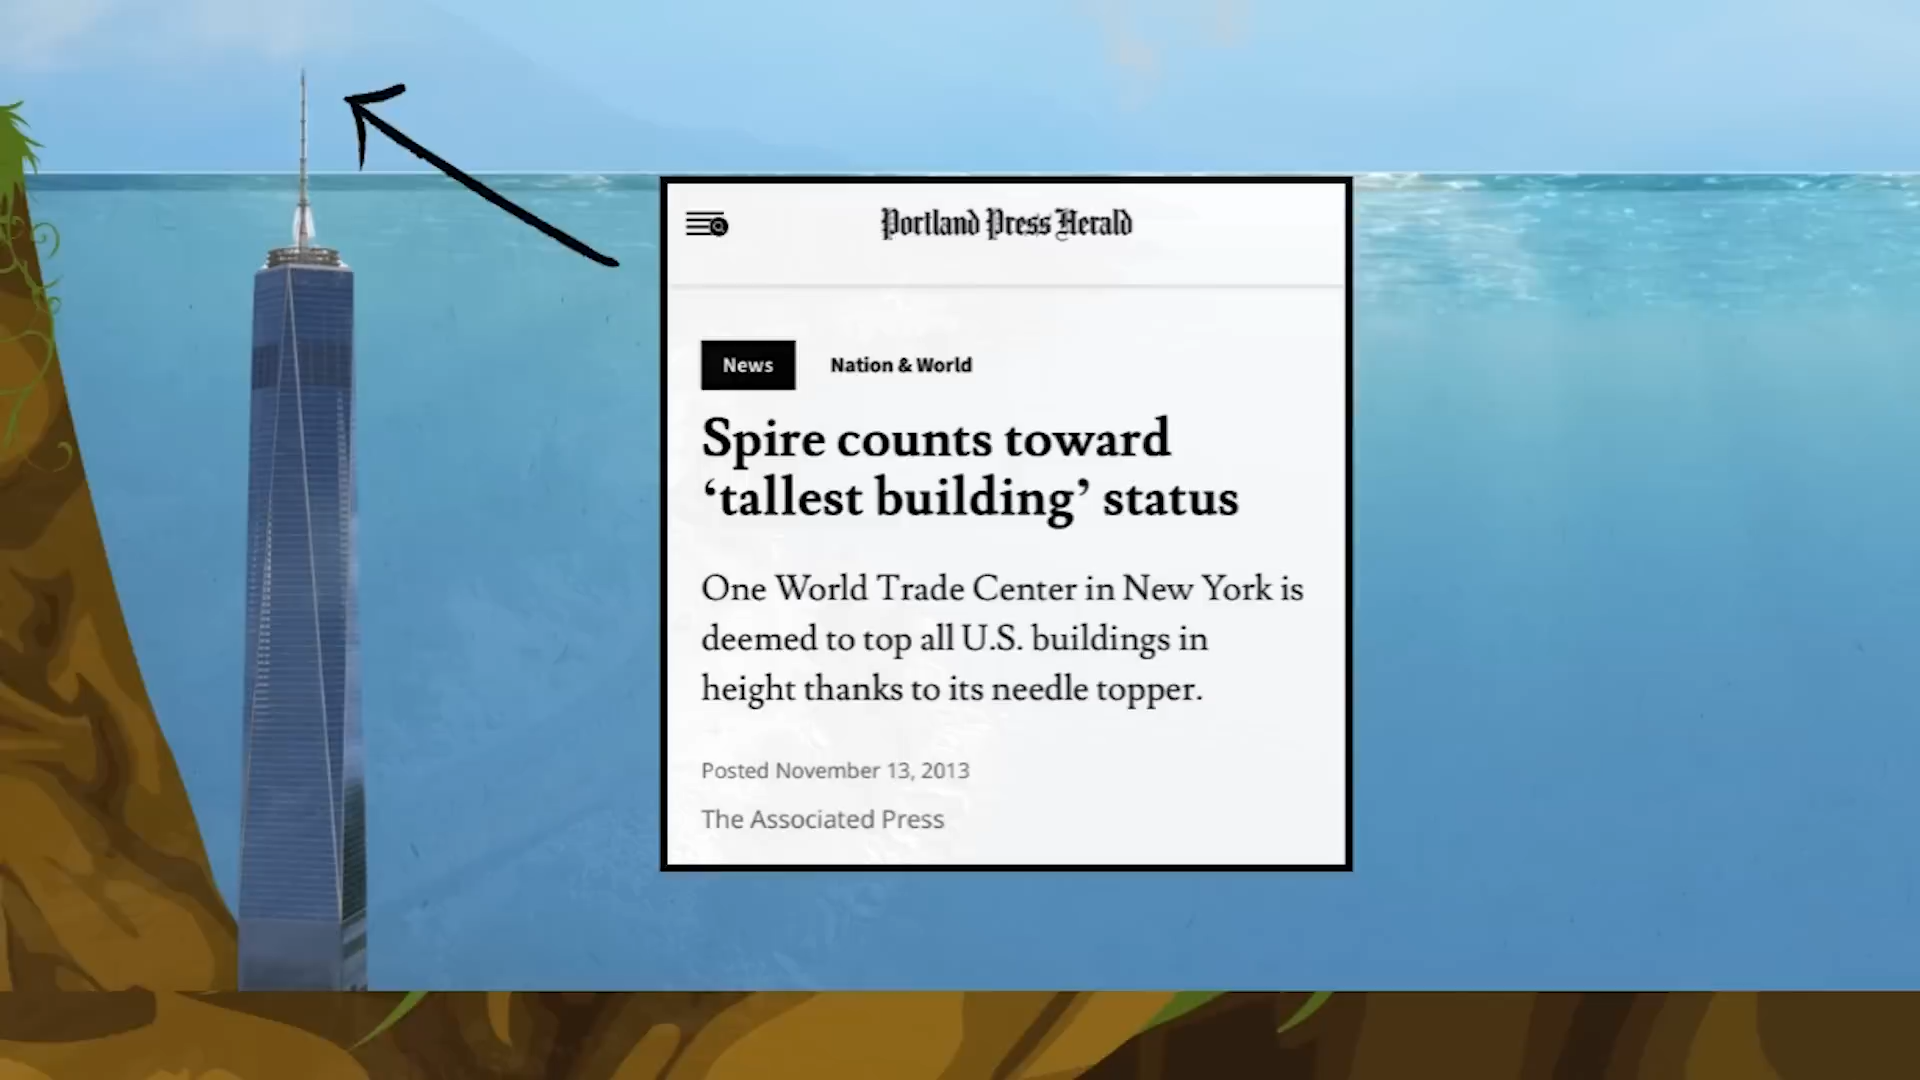 Portland Press Herald
News Nation & World
Spire counts toward
‘tallest building’ status
One World Trade Center in New York is
deemed to top all U.S. buildings in
height thanks to its needle topper.
Posted November 13, 2013
The Associated Press